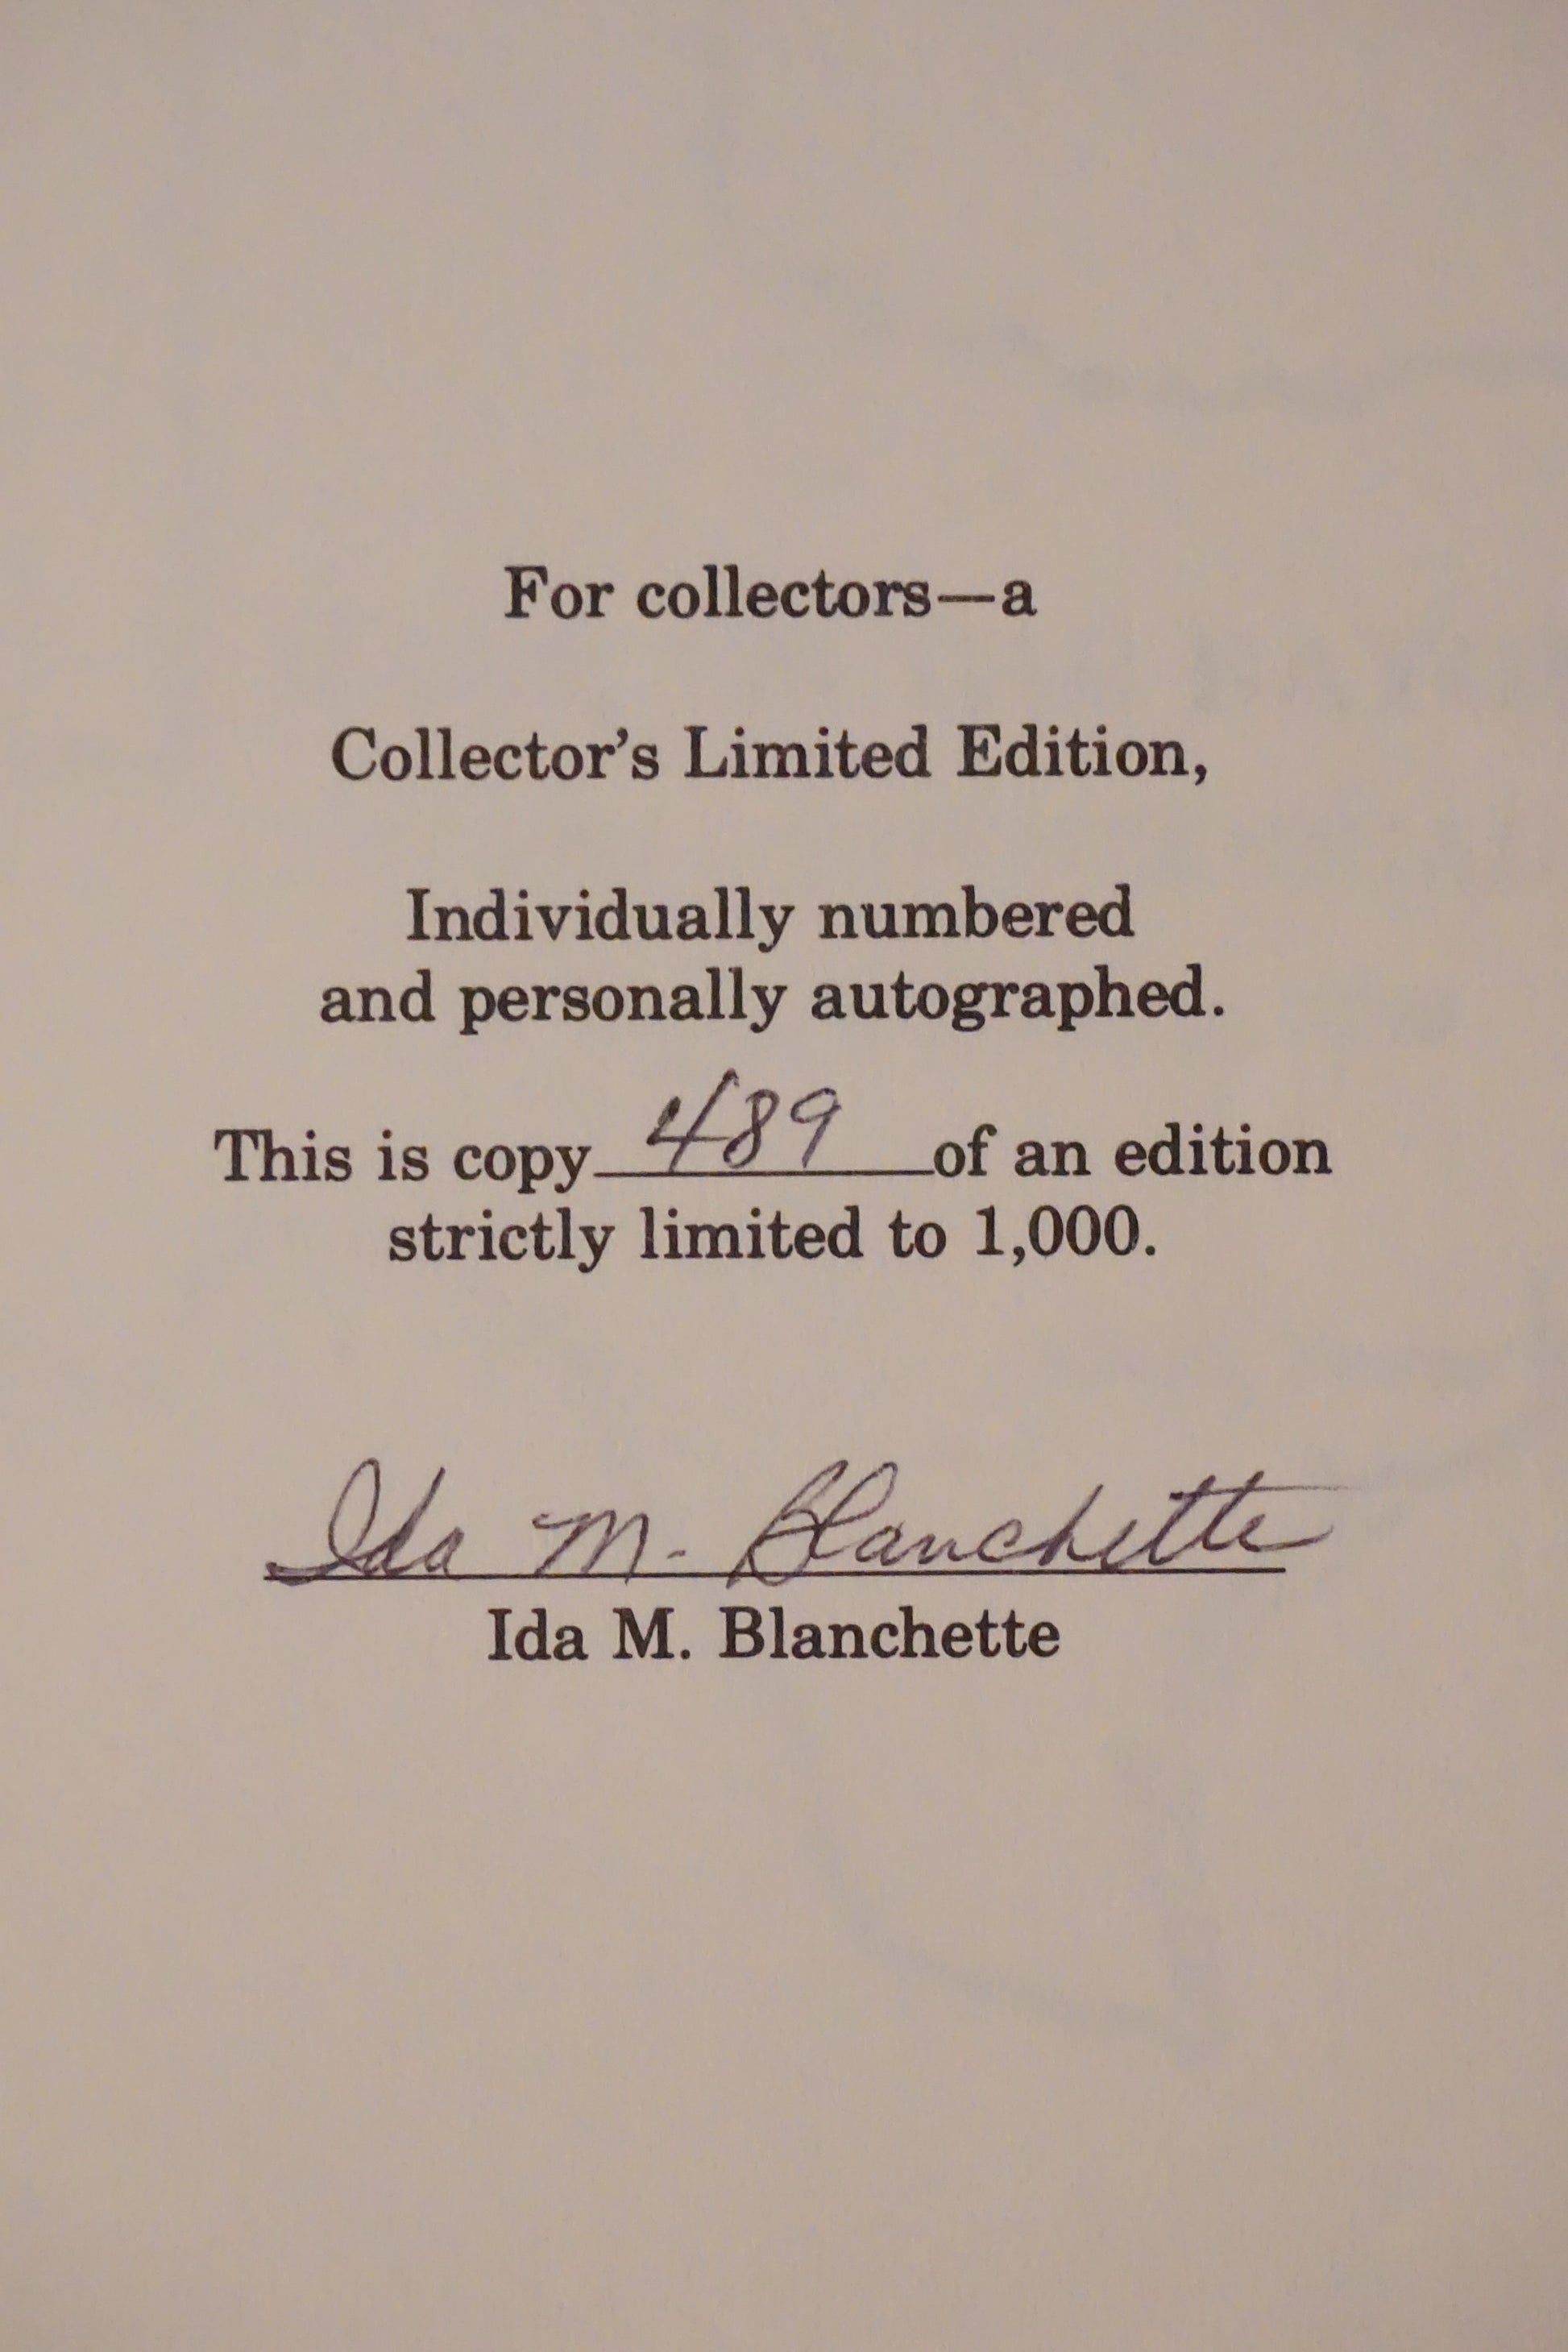 For collectors—a
Collector's Limited Edition,
Individually numbered
and personally autographed.
This is copy 489 of an edition
strictly limited to 1,000.
Ida M. Blanchette
Ida M. Blanchette